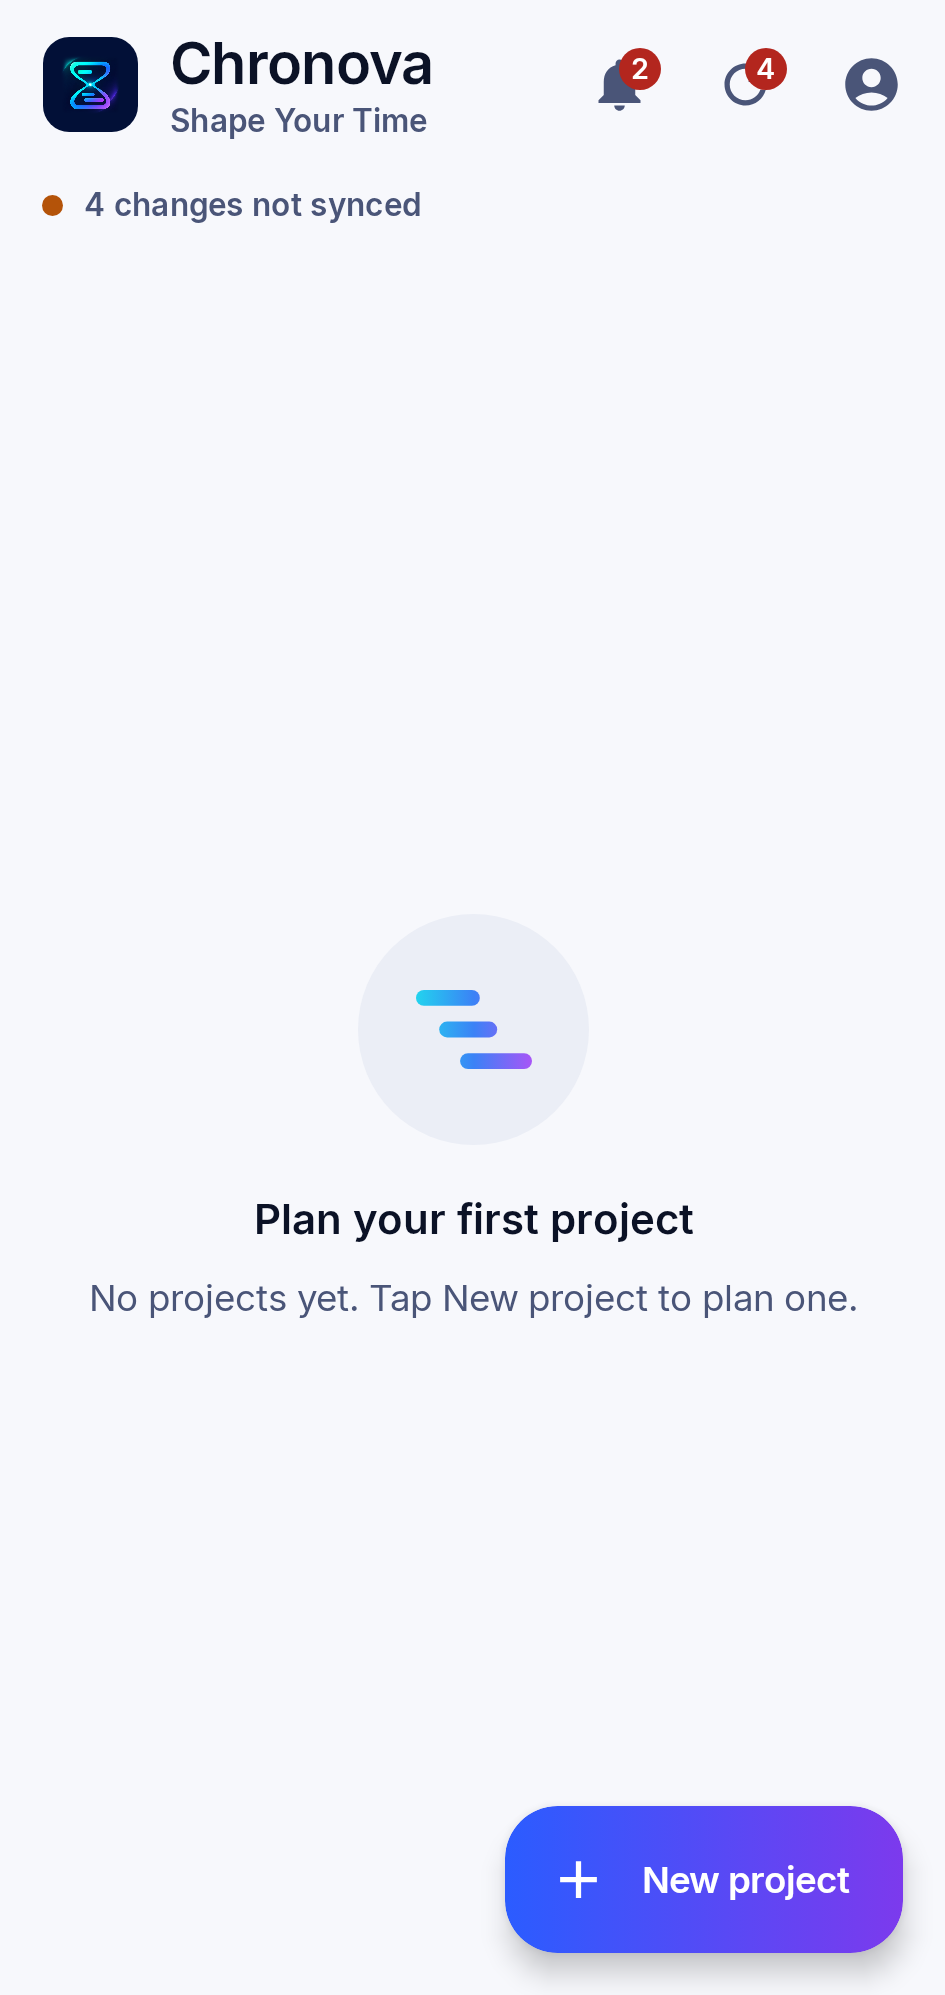 Chronova
Shape Your Time
2
4
4 changes not synced
Plan your first project
No projects yet. Tap New project to plan one.
New project